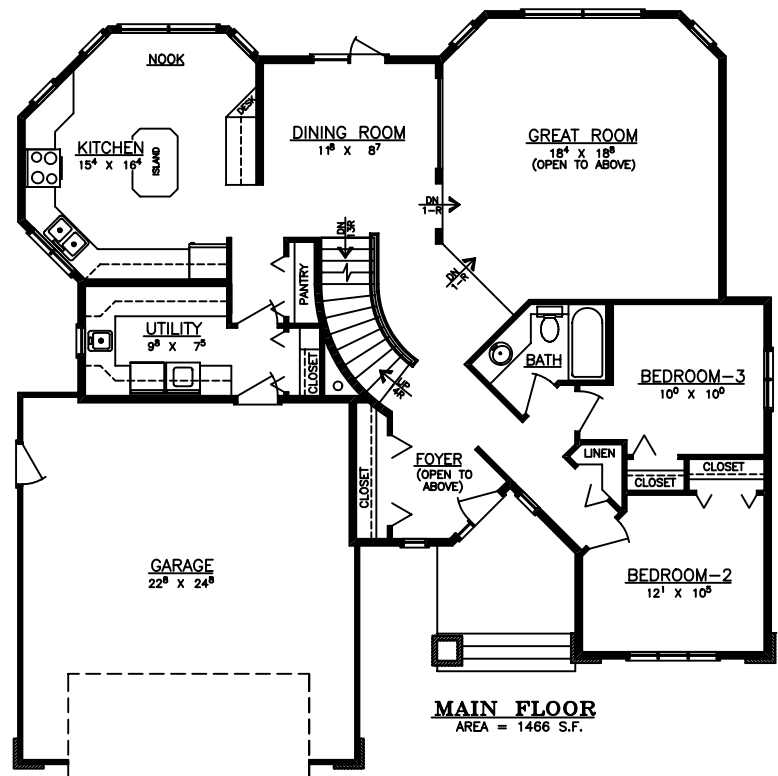 NOOK
DESK
KITCHEN
15⁴ X 16⁴
ISLAND
DINING ROOM
11⁸ X 8⁷
GREAT ROOM
18⁴ X 18⁸
(OPEN TO ABOVE)
DN
1-R
DN
13R
DN
1-R
PANTRY
UTILITY
9⁸ X 7⁵
CLOSET
UP
4R
BATH
BEDROOM-3
10⁰ X 10⁰
LINEN
CLOSET
CLOSET
FOYER
(OPEN TO
ABOVE)
CLOSET
GARAGE
22⁸ X 24⁸
BEDROOM-2
12¹ X 10⁵
MAIN FLOOR
AREA = 1466 S.F.